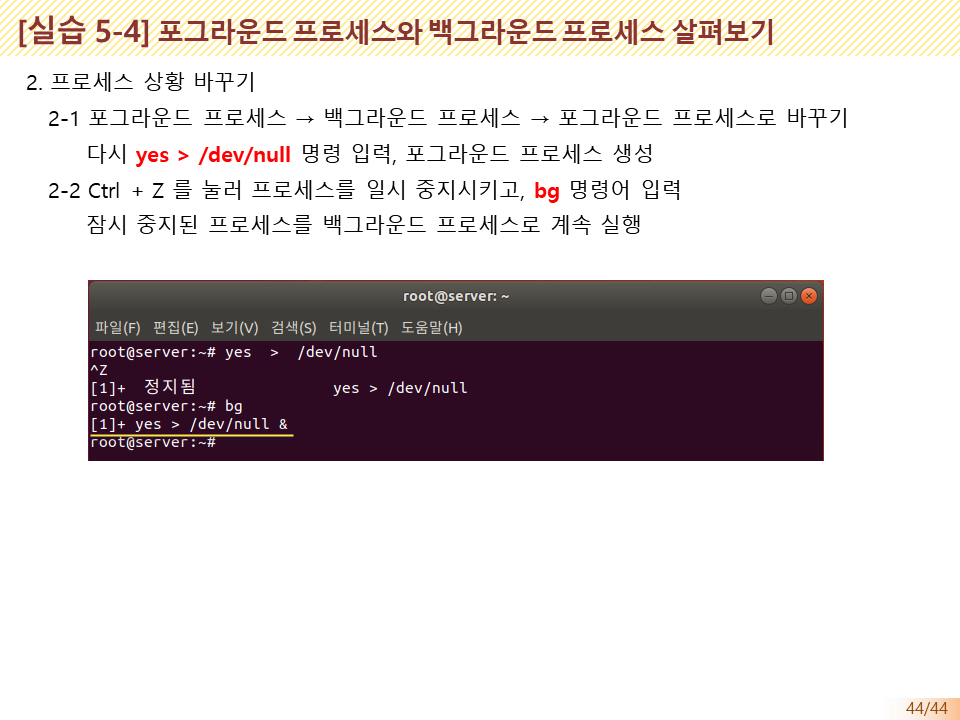 [실습 5-4] 포그라운드 프로세스와 백그라운드 프로세스 살펴보기
2. 프로세스 상황 바꾸기
2-1 포그라운드 프로세스 → 백그라운드 프로세스 → 포그라운드 프로세스로 바꾸기
다시 yes > /dev/null 명령 입력, 포그라운드 프로세스 생성
2-2 Ctrl + Z 를 눌러 프로세스를 일시 중지시키고, bg 명령어 입력
잠시 중지된 프로세스를 백그라운드 프로세스로 계속 실행
root@server: ~
파일(F) 편집(E) 보기(V) 검색(S) 터미널(T) 도움말(H)
root@server:~# yes > /dev/null
^Z
[1]+ 정지됨 yes > /dev/null
root@server:~# bg
[1]+ yes > /dev/null &
root@server:~#
44/44